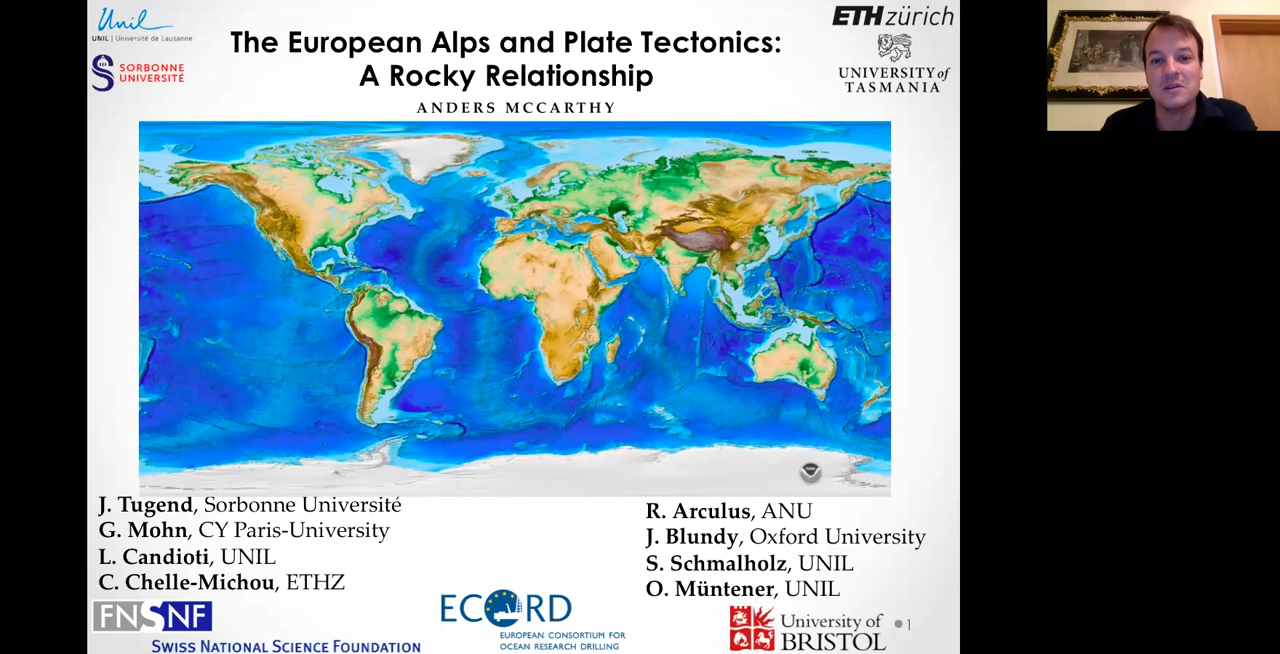 Unil
UNIL | Université de Lausanne
SORBONNE
UNIVERSITÉ
The European Alps and Plate Tectonics:
A Rocky Relationship
ANDERS MCCARTHY
ETH zürich
UNIVERSITY of
TASMANIA
J. Tugend, Sorbonne Université
G. Mohn, CY Paris-University
L. Candioti, UNIL
C. Chelle-Michou, ETHZ
R. Arculus, ANU
J. Blundy, Oxford University
S. Schmalholz, UNIL
O. Müntener, UNIL
FNSNF
SWISS NATIONAL SCIENCE FOUNDATION
ECORD
EUROPEAN CONSORTIUM FOR
OCEAN RESEARCH DRILLING
University of
BRISTOL
1